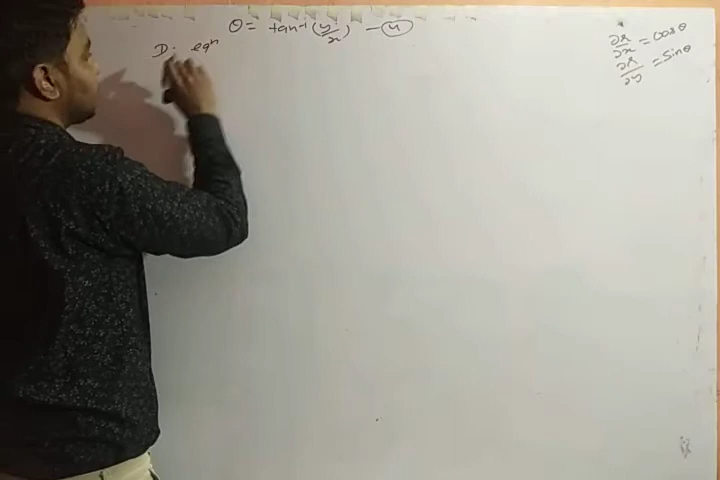 θ = tan⁻¹(y/x) - (4)
D. eqⁿ
∂r/∂x = cosθ
∂r/∂y = sinθ